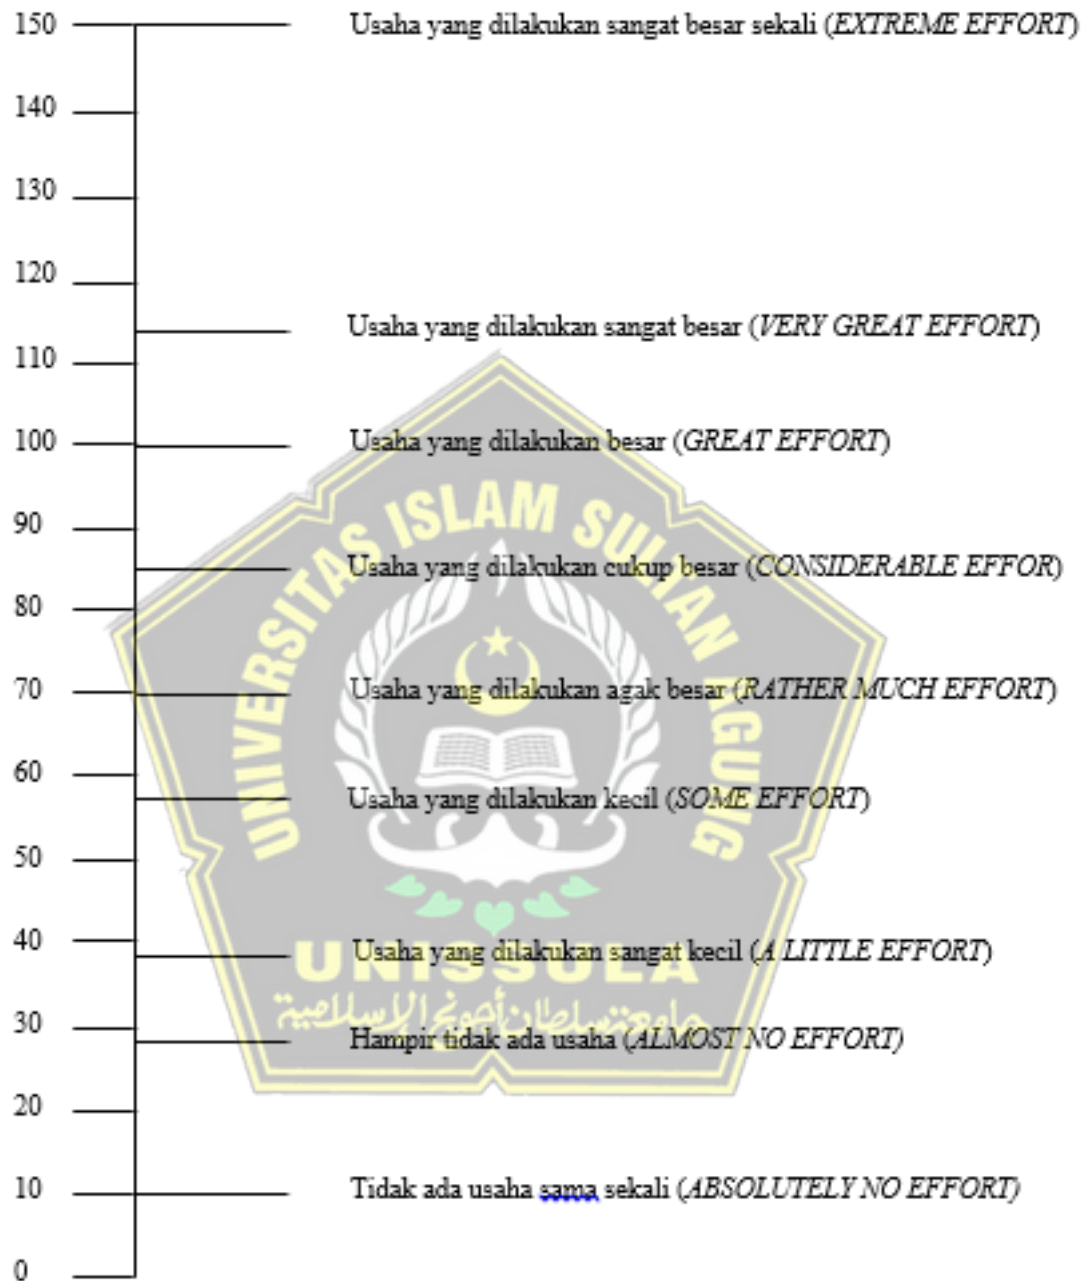 150 Usaha yang dilakukan sangat besar sekali (EXTREME EFFORT)
140
130
120
Usaha yang dilakukan sangat besar (VERY GREAT EFFORT)
110
100 Usaha yang dilakukan besar (GREAT EFFORT)
UNIVERSITAS ISLAM SULTAN AGUNG
90
Usaha yang dilakukan cukup besar (CONSIDERABLE EFFOR)
80
70 Usaha yang dilakukan agak besar (RATHER MUCH EFFORT)
60
Usaha yang dilakukan kecil (SOME EFFORT)
50
40 Usaha yang dilakukan sangat kecil (A LITTLE EFFORT)
UNISSULA
جامعة سلطان أجونج الإسلامية
30
Hampir tidak ada usaha (ALMOST NO EFFORT)
20
10 Tidak ada usaha sama sekali (ABSOLUTELY NO EFFORT)
0